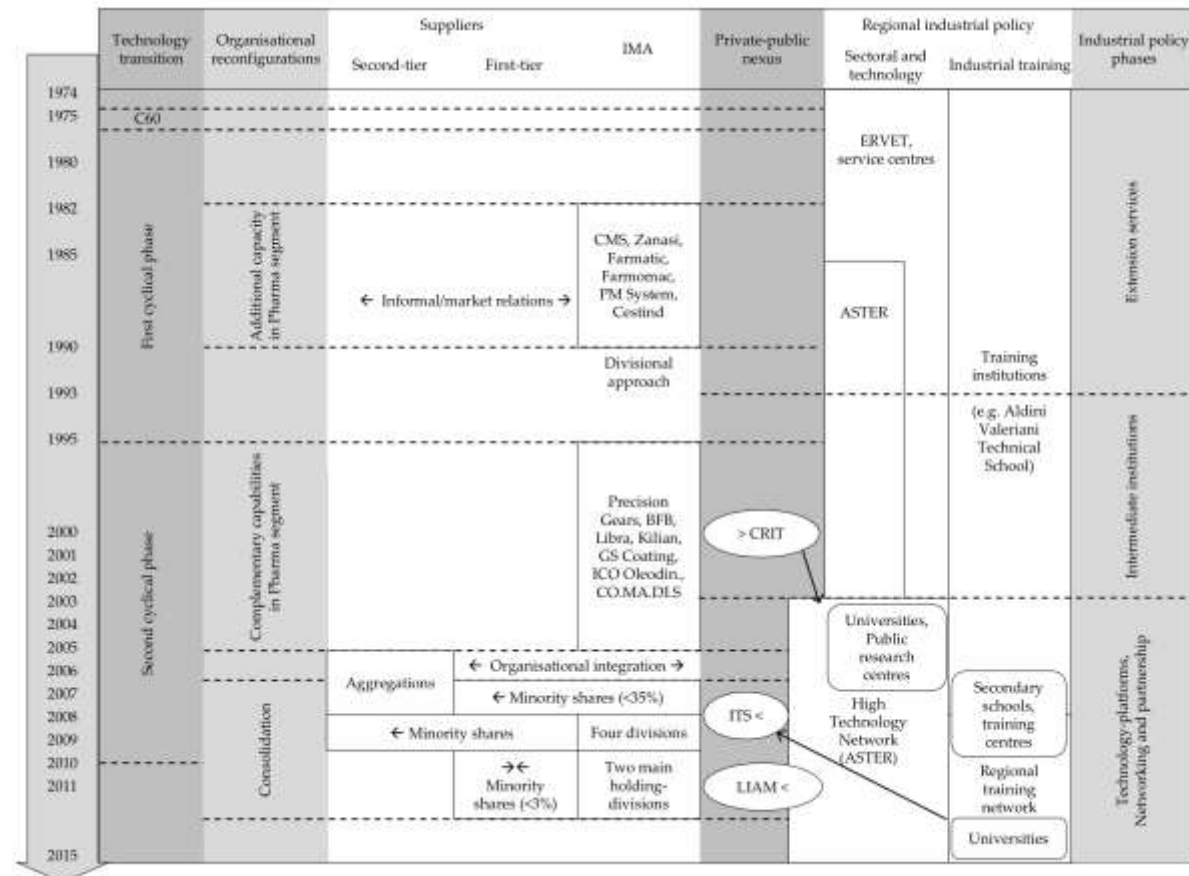 Technology
transition
Organisational
reconfigurations
Suppliers
Second-tier
First-tier
IMA
Private-public
nexus
Regional industrial policy
Sectoral and
technology
Industrial training
Industrial policy
phases
1974
1975
1980
1982
1985
1990
1993
1995
2000
2001
2002
2003
2004
2005
2006
2007
2008
2009
2010
2011
2015
C60
First cyclical phase
Second cyclical phase
Additional capacity
in Pharma segment
Complementary capabilities
in Pharma segment
Consolidation
← Informal/market relations →
Aggregations
← Organisational integration →
← Minority shares (<35%)
← Minority shares
→←
Minority
shares (<3%)
CMS, Zanasi,
Farmatic,
Farmomac,
PM System,
Cestind
Divisional
approach
Precision
Gears, BFB,
Libra, Kilian,
GS Coating,
ICO Oleodin.,
CO.MA.DI.S
Four divisions
Two main
holding-
divisions
> CRIT
ITS <
LIAM <
ERVET,
service centres
ASTER
Universities,
Public
research
centres
High
Technology
Network
(ASTER)
Training
institutions
(e.g. Aldini
Valeriani
Technical
School)
Secondary
schools,
training
centres
Regional
training
network
Universities
Extension services
Intermediate institutions
Technology-platforms,
Networking and partnership